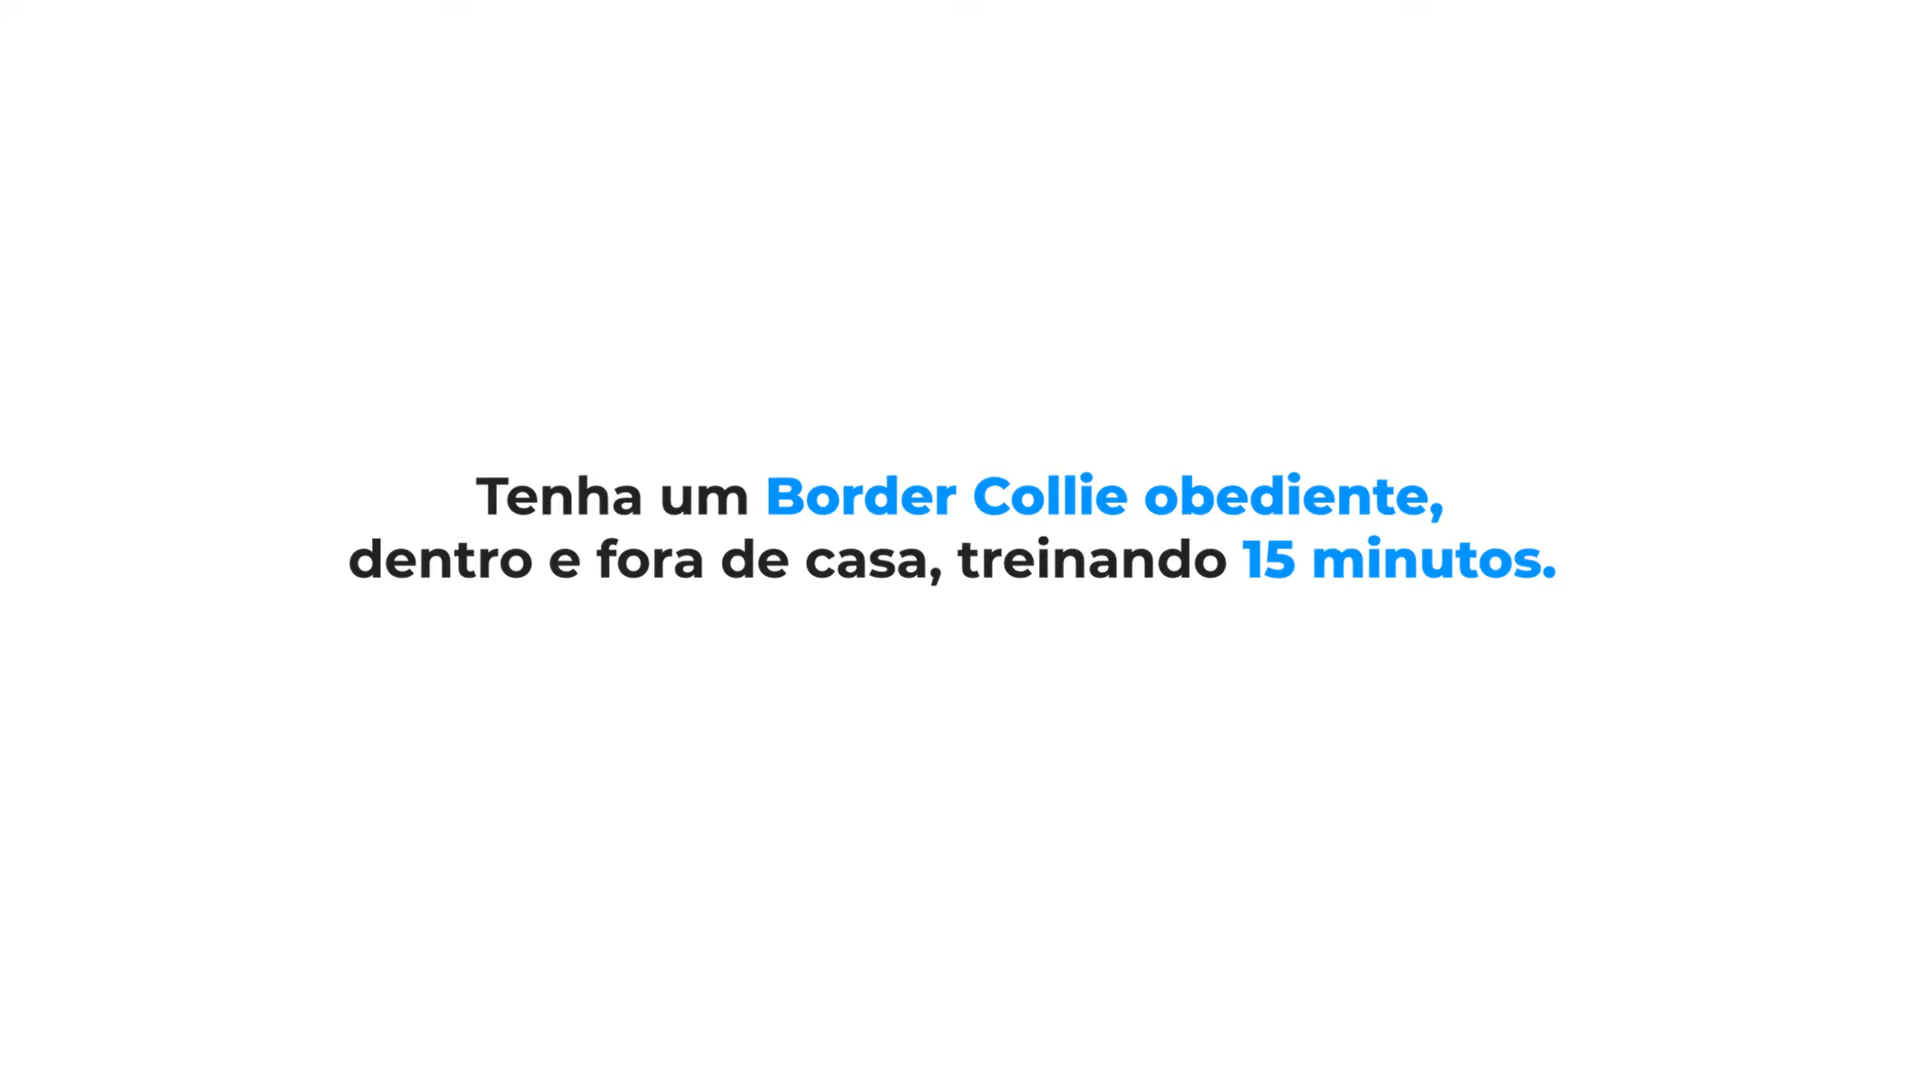 Tenha um Border Collie obediente,
dentro e fora de casa, treinando 15 minutos.